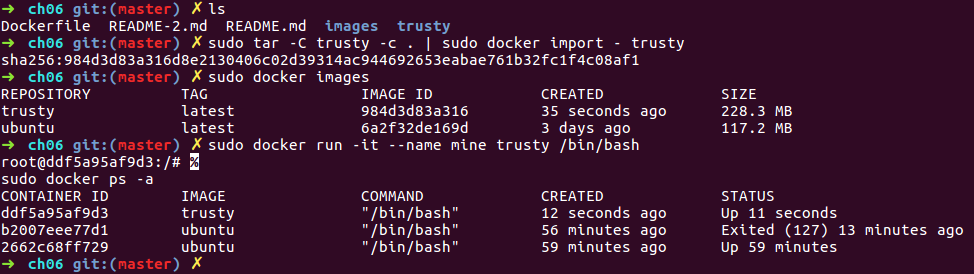 ➜ ch06 git:(master) ✗ ls
Dockerfile README-2.md README.md images trusty
➜ ch06 git:(master) ✗ sudo tar -C trusty -c . | sudo docker import - trusty
sha256:984d3d83a316d8e2130406c02d39314ac944692653eabae761b32fc1f4c08af1
➜ ch06 git:(master) ✗ sudo docker images
REPOSITORY TAG IMAGE ID CREATED SIZE
trusty latest 984d3d83a316 35 seconds ago 228.3 MB
ubuntu latest 6a2f32de169d 3 days ago 117.2 MB
➜ ch06 git:(master) ✗ sudo docker run -it --name mine trusty /bin/bash
root@ddf5a95af9d3:/# %
sudo docker ps -a
CONTAINER ID IMAGE COMMAND CREATED STATUS
ddf5a95af9d3 trusty "/bin/bash" 12 seconds ago Up 11 seconds
b2007eee77d1 ubuntu "/bin/bash" 56 minutes ago Exited (127) 13 minutes ago
2662c68ff729 ubuntu "/bin/bash" 59 minutes ago Up 59 minutes
➜ ch06 git:(master) ✗